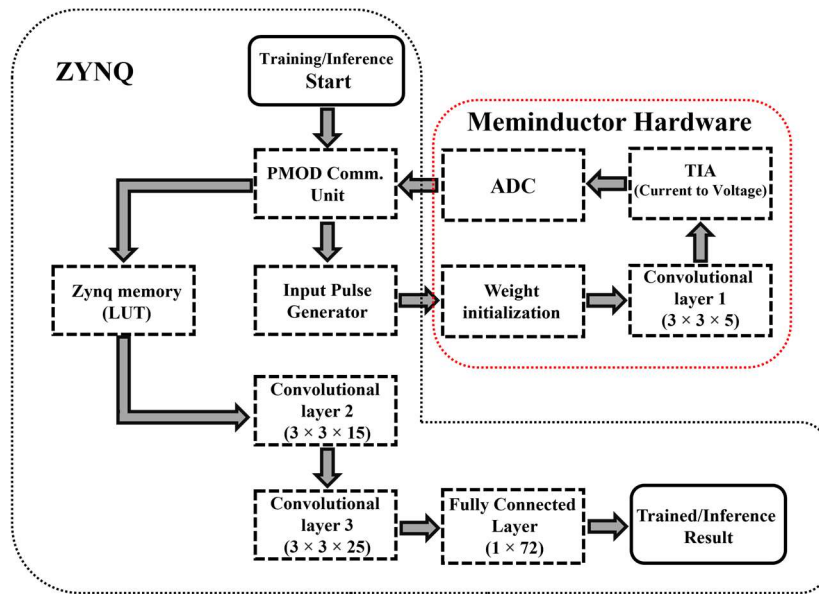 ZYNQ
Training/Inference
Start
Meminductor Hardware
PMOD Comm.
Unit
ADC
TIA
(Current to Voltage)
Zynq memory
(LUT)
Input Pulse
Generator
Weight
initialization
Convolutional
layer 1
(3 × 3 × 5)
Convolutional
layer 2
(3 × 3 × 15)
Convolutional
layer 3
(3 × 3 × 25)
Fully Connected
Layer
(1 × 72)
Trained/Inference
Result